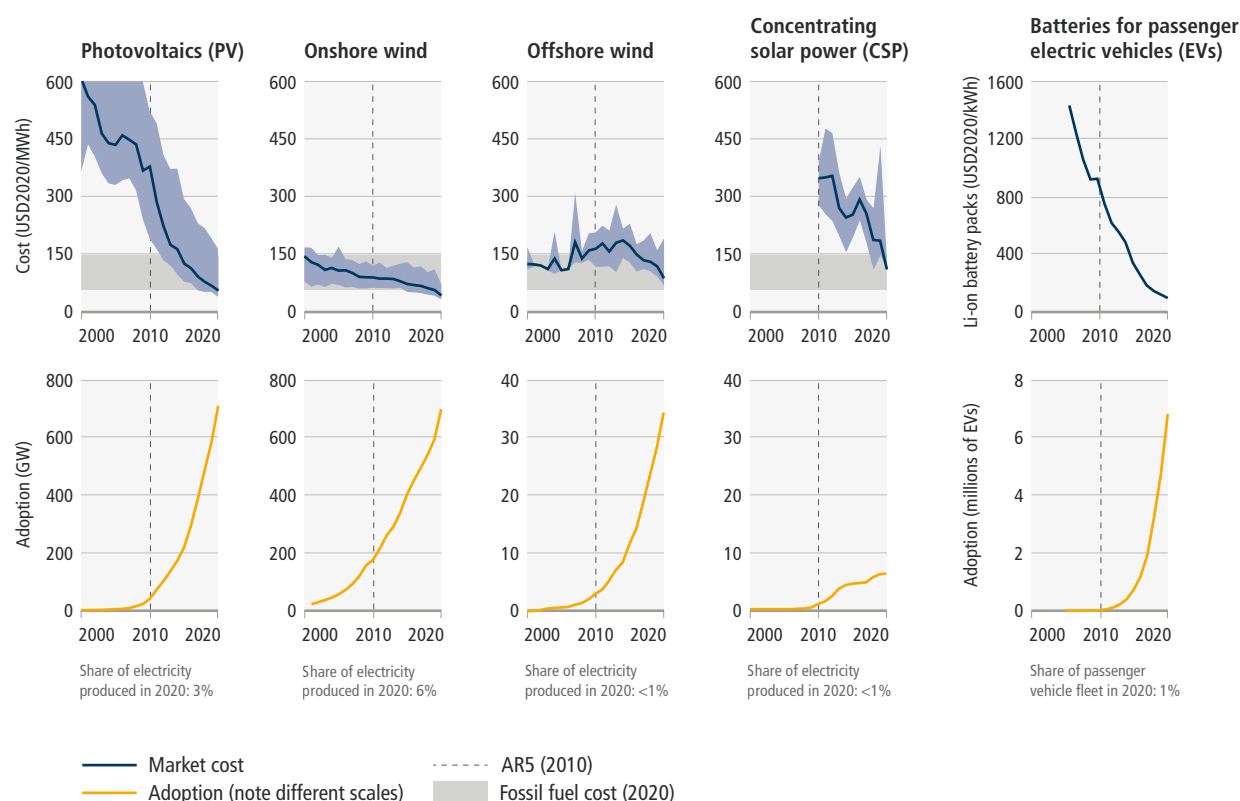 Photovoltaics (PV)
Onshore wind
Offshore wind
Concentrating
solar power (CSP)
Batteries for passenger
electric vehicles (EVs)
Cost (USD2020/MWh)
600
450
300
150
0
2000 2010 2020
600
450
300
150
0
2000 2010 2020
600
450
300
150
0
2000 2010 2020
600
450
300
150
0
2000 2010 2020
Li-on battery packs (USD2020/kWh)
1600
1200
800
400
0
2000 2010 2020
Adoption (GW)
800
600
400
200
0
2000 2010 2020
800
600
400
200
0
2000 2010 2020
40
30
20
10
0
2000 2010 2020
40
30
20
10
0
2000 2010 2020
Adoption (millions of EVs)
8
6
4
2
0
2000 2010 2020
Share of electricity
produced in 2020: 3%
Share of electricity
produced in 2020: 6%
Share of electricity
produced in 2020: <1%
Share of electricity
produced in 2020: <1%
Share of passenger
vehicle fleet in 2020: 1%
Market cost
Adoption (note different scales)
AR5 (2010)
Fossil fuel cost (2020)